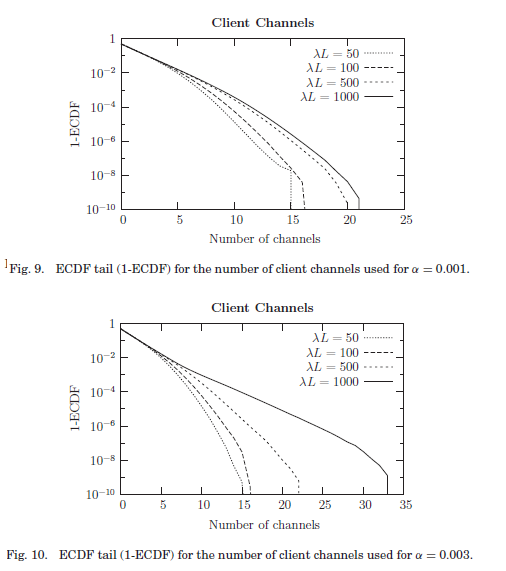 Client Channels
1
10−2
10−4
10−6
10−8
10−10
1-ECDF
λL = 50
λL = 100
λL = 500
λL = 1000
0 5 10 15 20 25
Number of channels
Fig. 9. ECDF tail (1-ECDF) for the number of client channels used for α = 0.001.
Client Channels
1
10−2
10−4
10−6
10−8
10−10
1-ECDF
λL = 50
λL = 100
λL = 500
λL = 1000
0 5 10 15 20 25 30 35
Number of channels
Fig. 10. ECDF tail (1-ECDF) for the number of client channels used for α = 0.003.